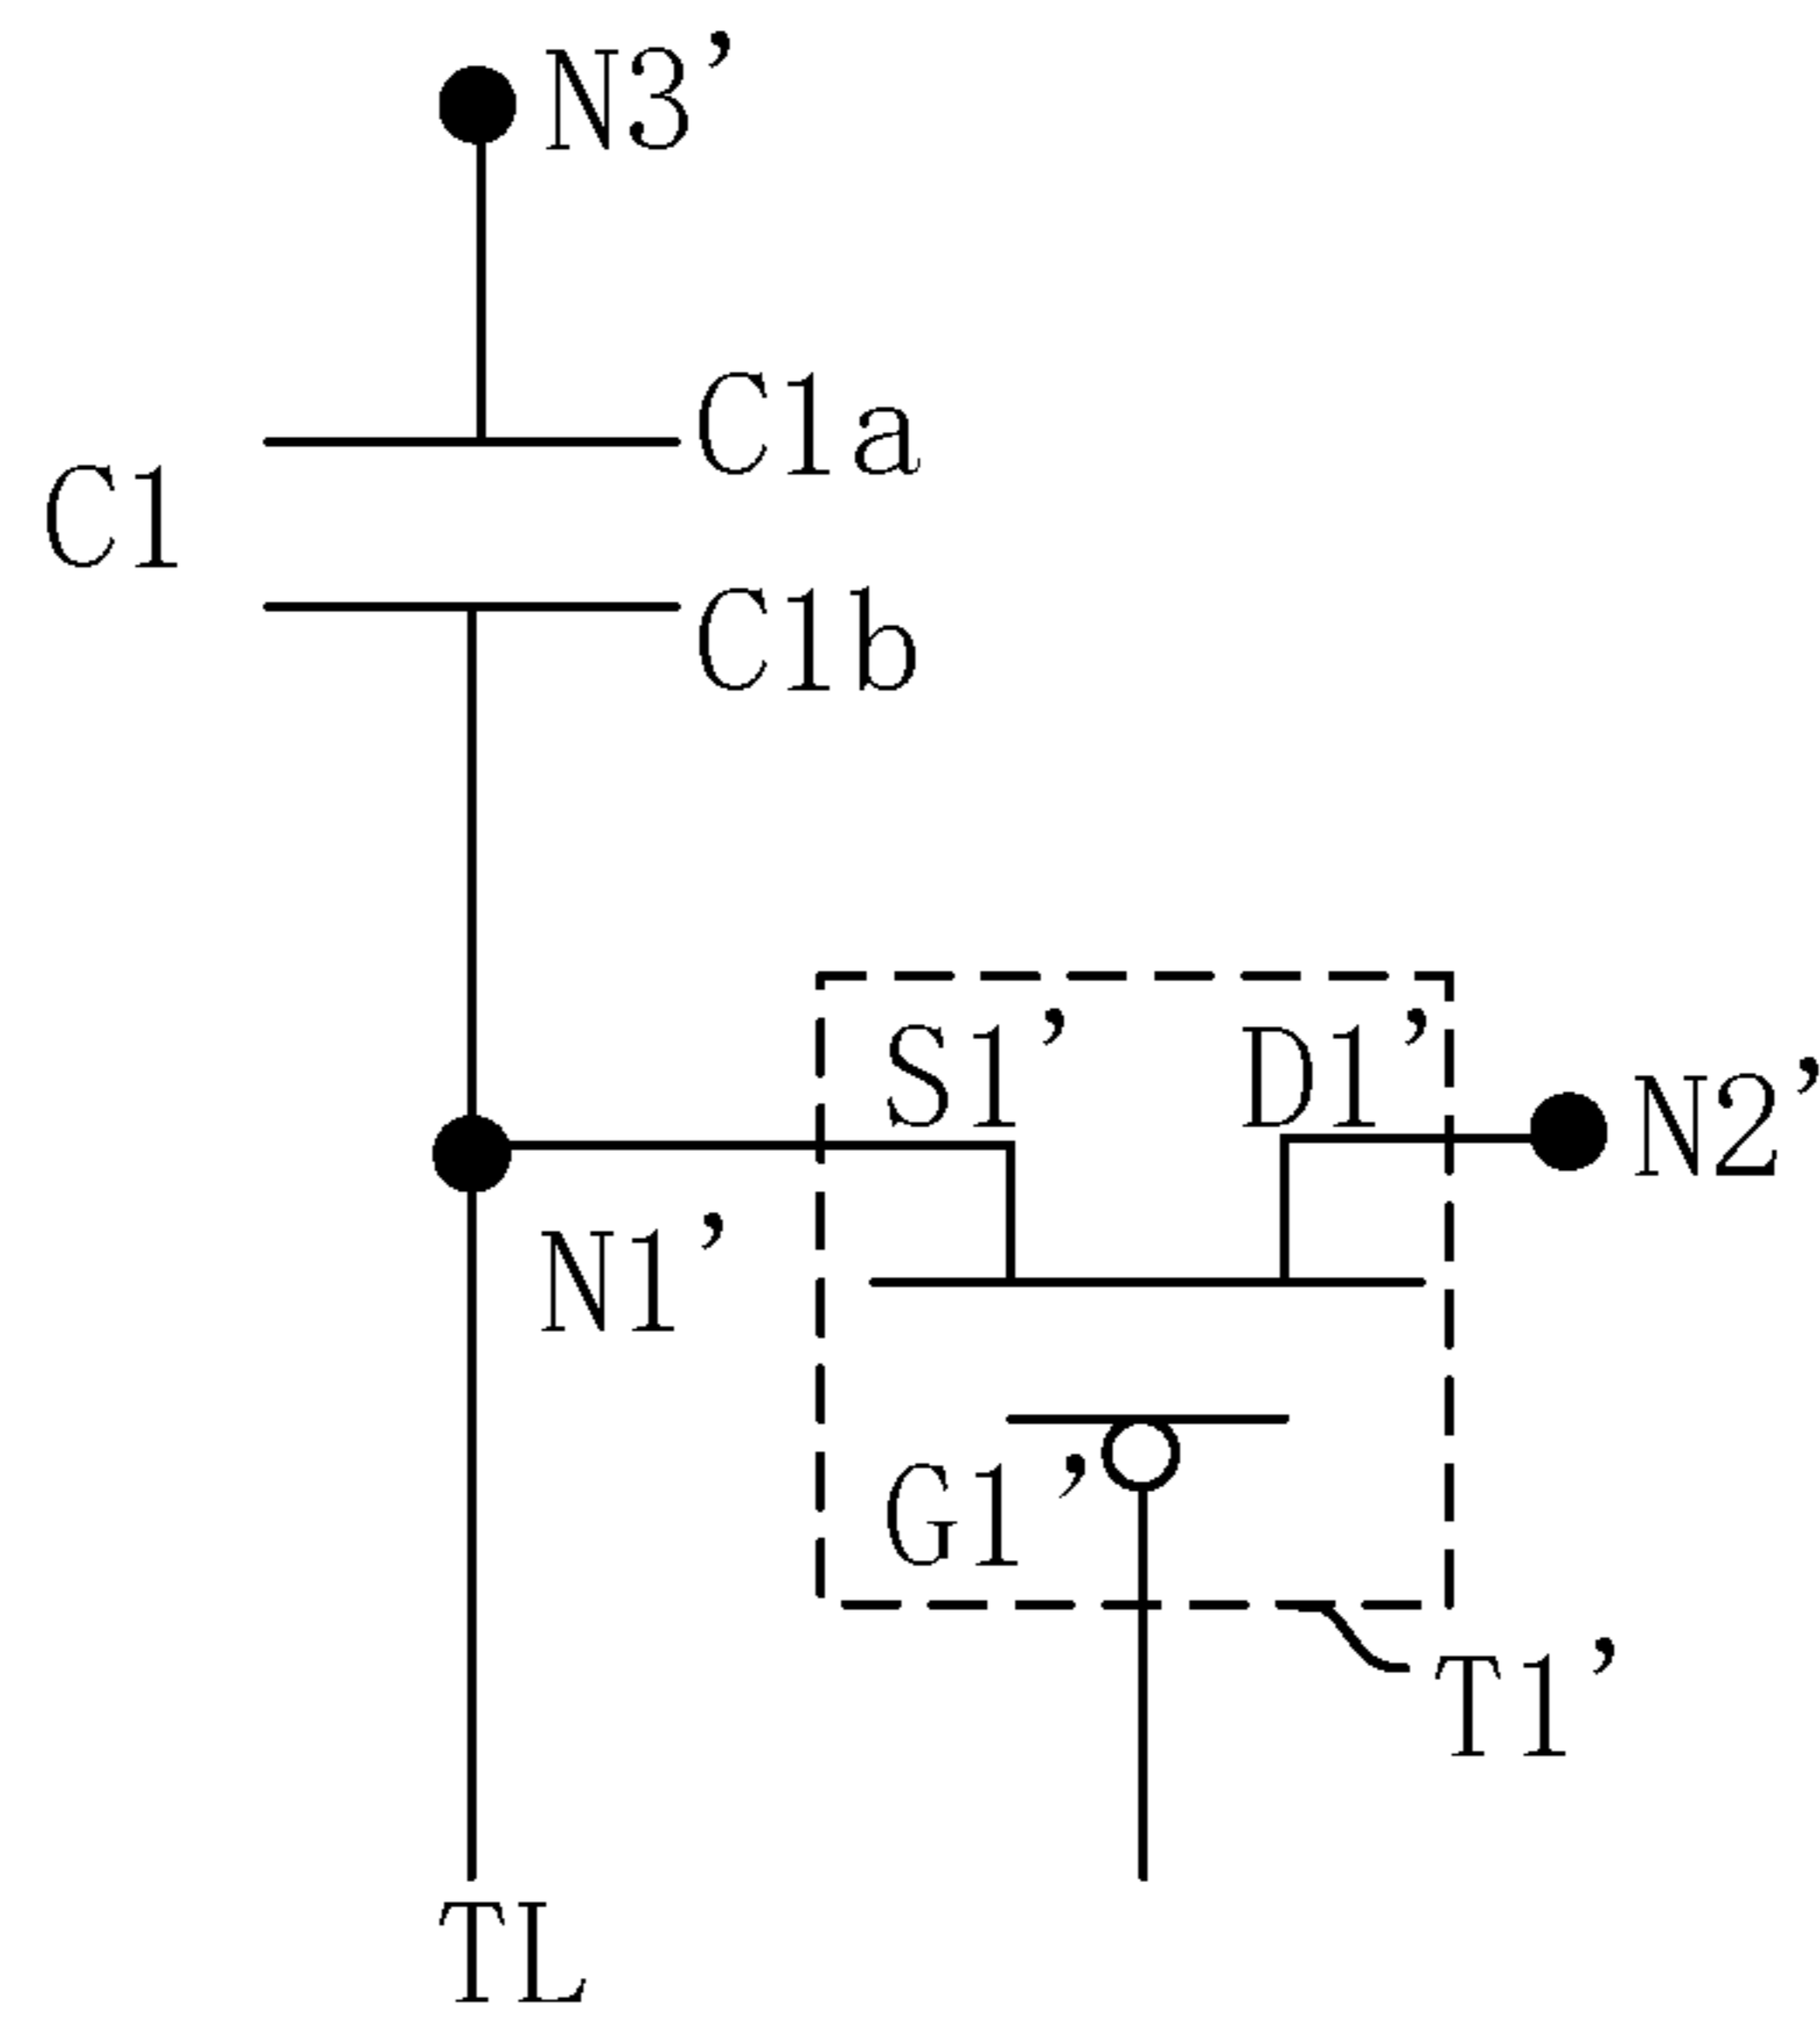 N3’
C1a
C1
C1b
S1’ D1’
N2’
N1’
G1’
T1’
TL